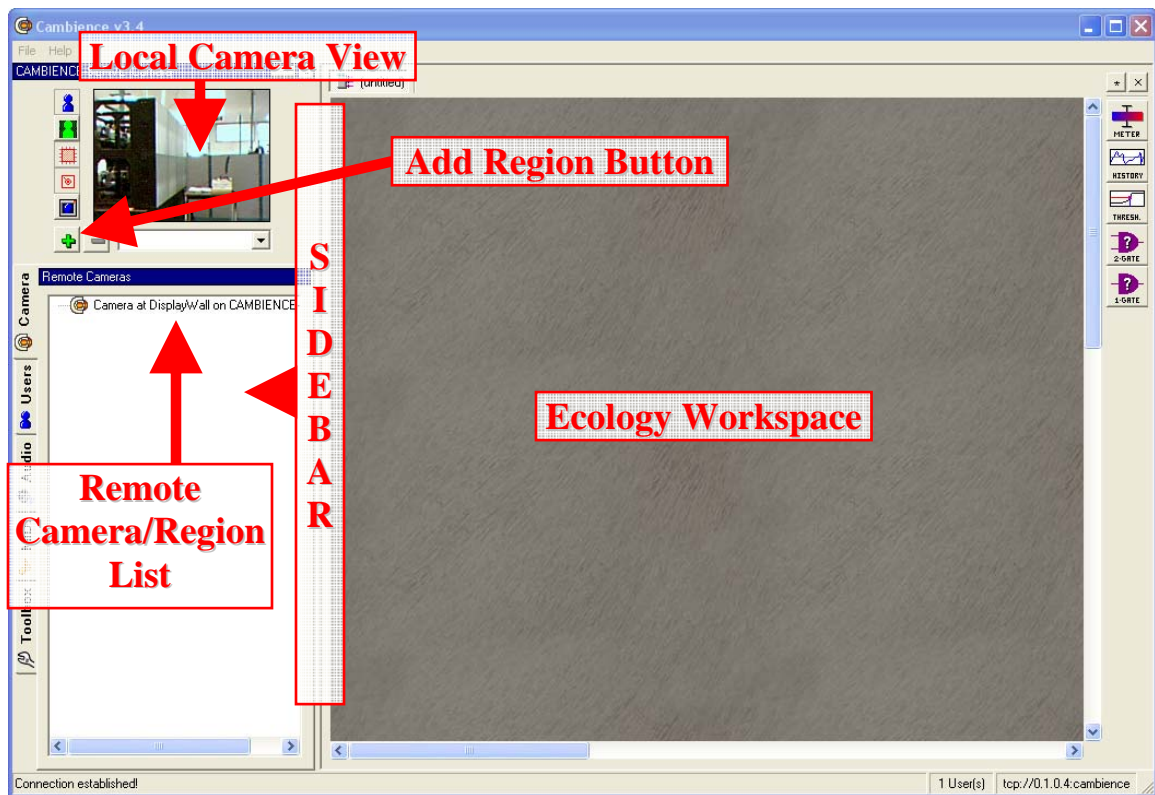 Cambience v3.4
File Help
Local Camera View
CAMBIENCE
(untitled)
Add Region Button
METER
HISTORY
THRESH.
2-GATE
1-GATE
Remote Cameras
Camera at DisplayWall on CAMBIENCE
Camera
Users
Toolbox
SIDEBAR
Ecology Workspace
Remote
Camera/Region
List
Connection established!
1 User(s)
tcp://0.1.0.4:cambience